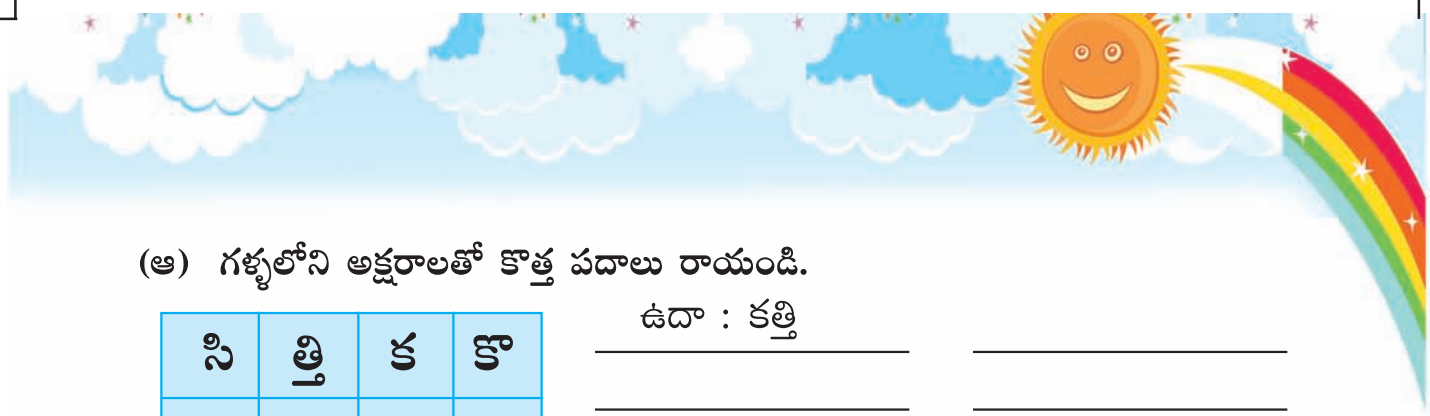 (ఆ) గళ్ళలోని అక్షరాలతో కొత్త పదాలు రాయండి.
ఉదా : కత్తి
సి త్తి క కొ